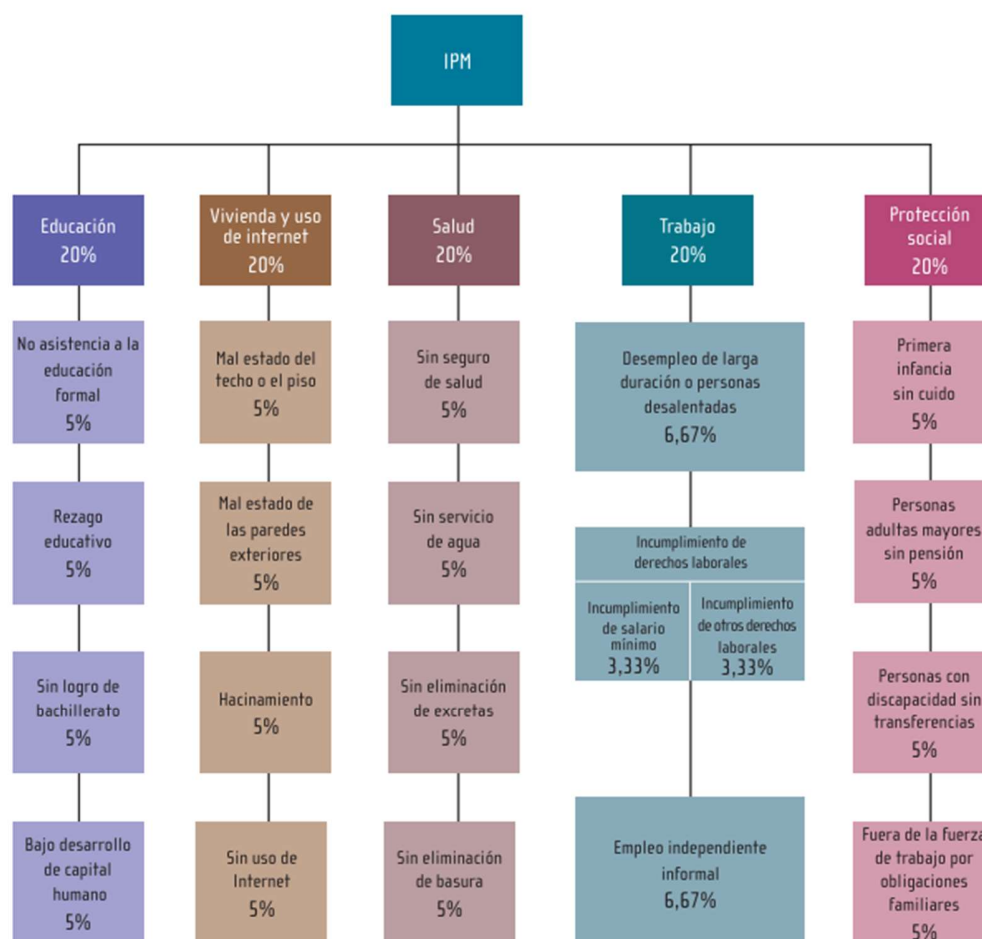 IPM
Educación
20%
Vivienda y uso
de internet
20%
Salud
20%
Trabajo
20%
Protección
social
20%
No asistencia a la
educación
formal
5%
Mal estado del
techo o el piso
5%
Sin seguro
de salud
5%
Desempleo de larga
duración o personas
desalentadas
6,67%
Primera
infancia
sin cuido
5%
Rezago
educativo
5%
Mal estado de
las paredes
exteriores
5%
Sin servicio
de agua
5%
Incumplimiento de
derechos laborales
Incumplimiento
de salario
mínimo
3,33%
Incumplimiento
de otros derechos
laborales
3,33%
Personas
adultas mayores
sin pensión
5%
Sin logro de
bachillerato
5%
Hacinamiento
5%
Sin eliminación
de excretas
5%
Personas con
discapacidad sin
transferencias
5%
Bajo desarrollo
de capital
humano
5%
Sin uso de
Internet
5%
Sin eliminación
de basura
5%
Empleo independiente
informal
6,67%
Fuera de la fuerza
de trabajo por
obligaciones
familiares
5%